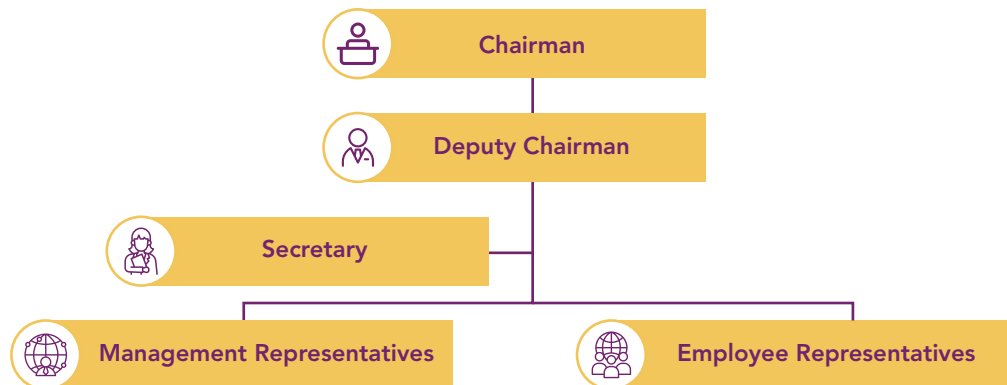 Chairman
Deputy Chairman
Secretary
Management Representatives
Employee Representatives